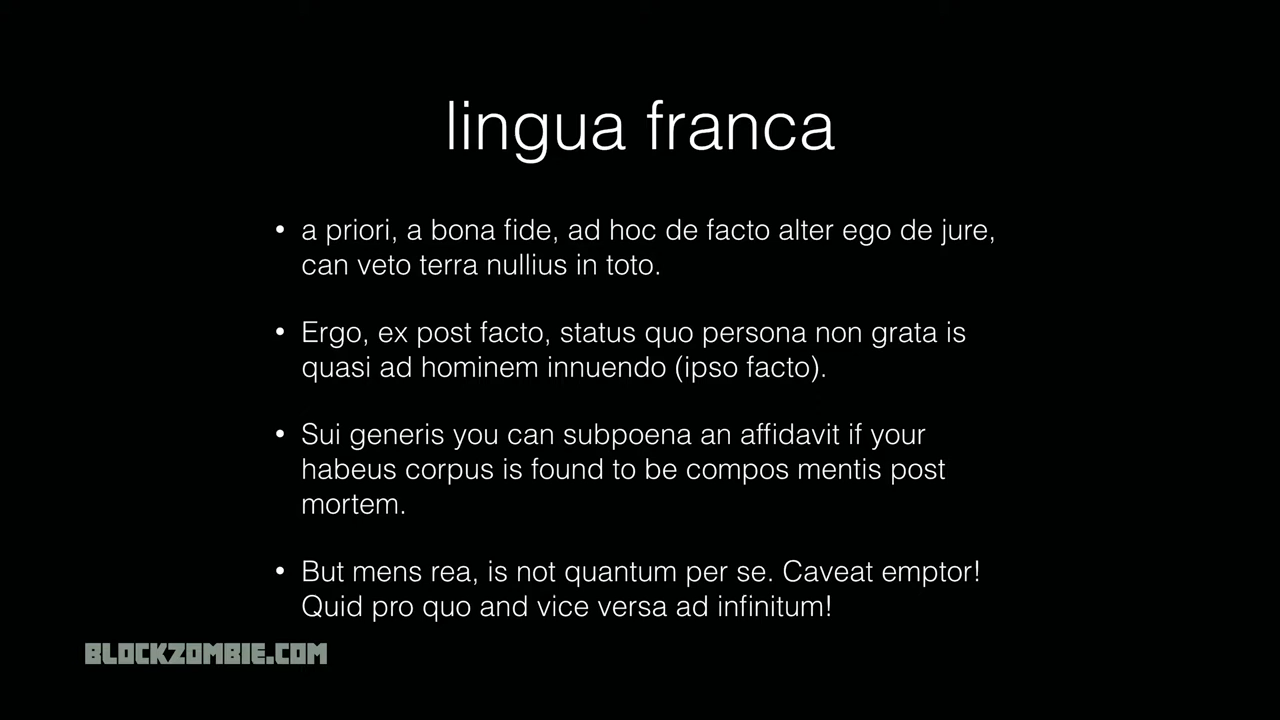 lingua franca
• a priori, a bona fide, ad hoc de facto alter ego de jure,
can veto terra nullius in toto.
• Ergo, ex post facto, status quo persona non grata is
quasi ad hominem innuendo (ipso facto).
• Sui generis you can subpoena an affidavit if your
habeus corpus is found to be compos mentis post
mortem.
• But mens rea, is not quantum per se. Caveat emptor!
Quid pro quo and vice versa ad infinitum!
BLOCKZOMBIE.COM